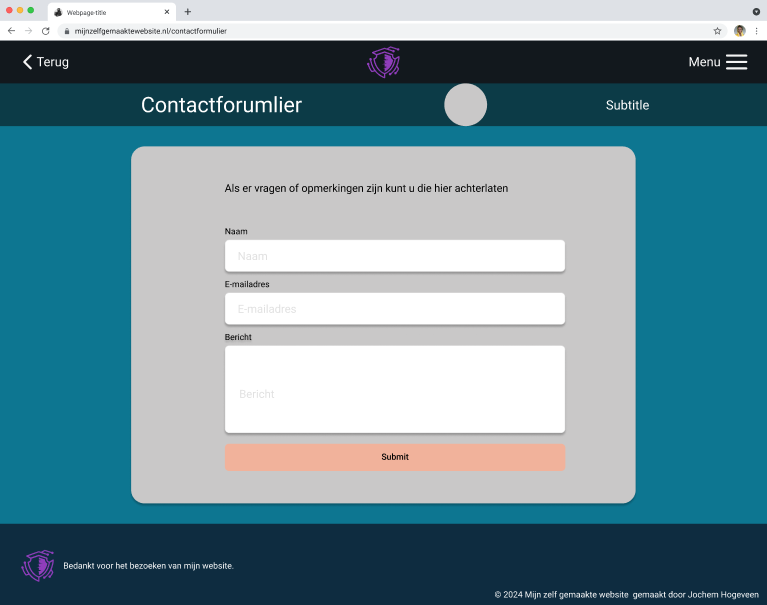 Webpage-title
mijnzelfgemaaktewebsite.nl/contactformulier
Terug
Menu
Contactforumlier
Subtitle
Als er vragen of opmerkingen zijn kunt u die hier achterlaten
Naam
Naam
E-mailadres
E-mailadres
Bericht
Bericht
Submit
Bedankt voor het bezoeken van mijn website.
© 2024 Mijn zelf gemaakte website  gemaakt door Jochem Hogeveen